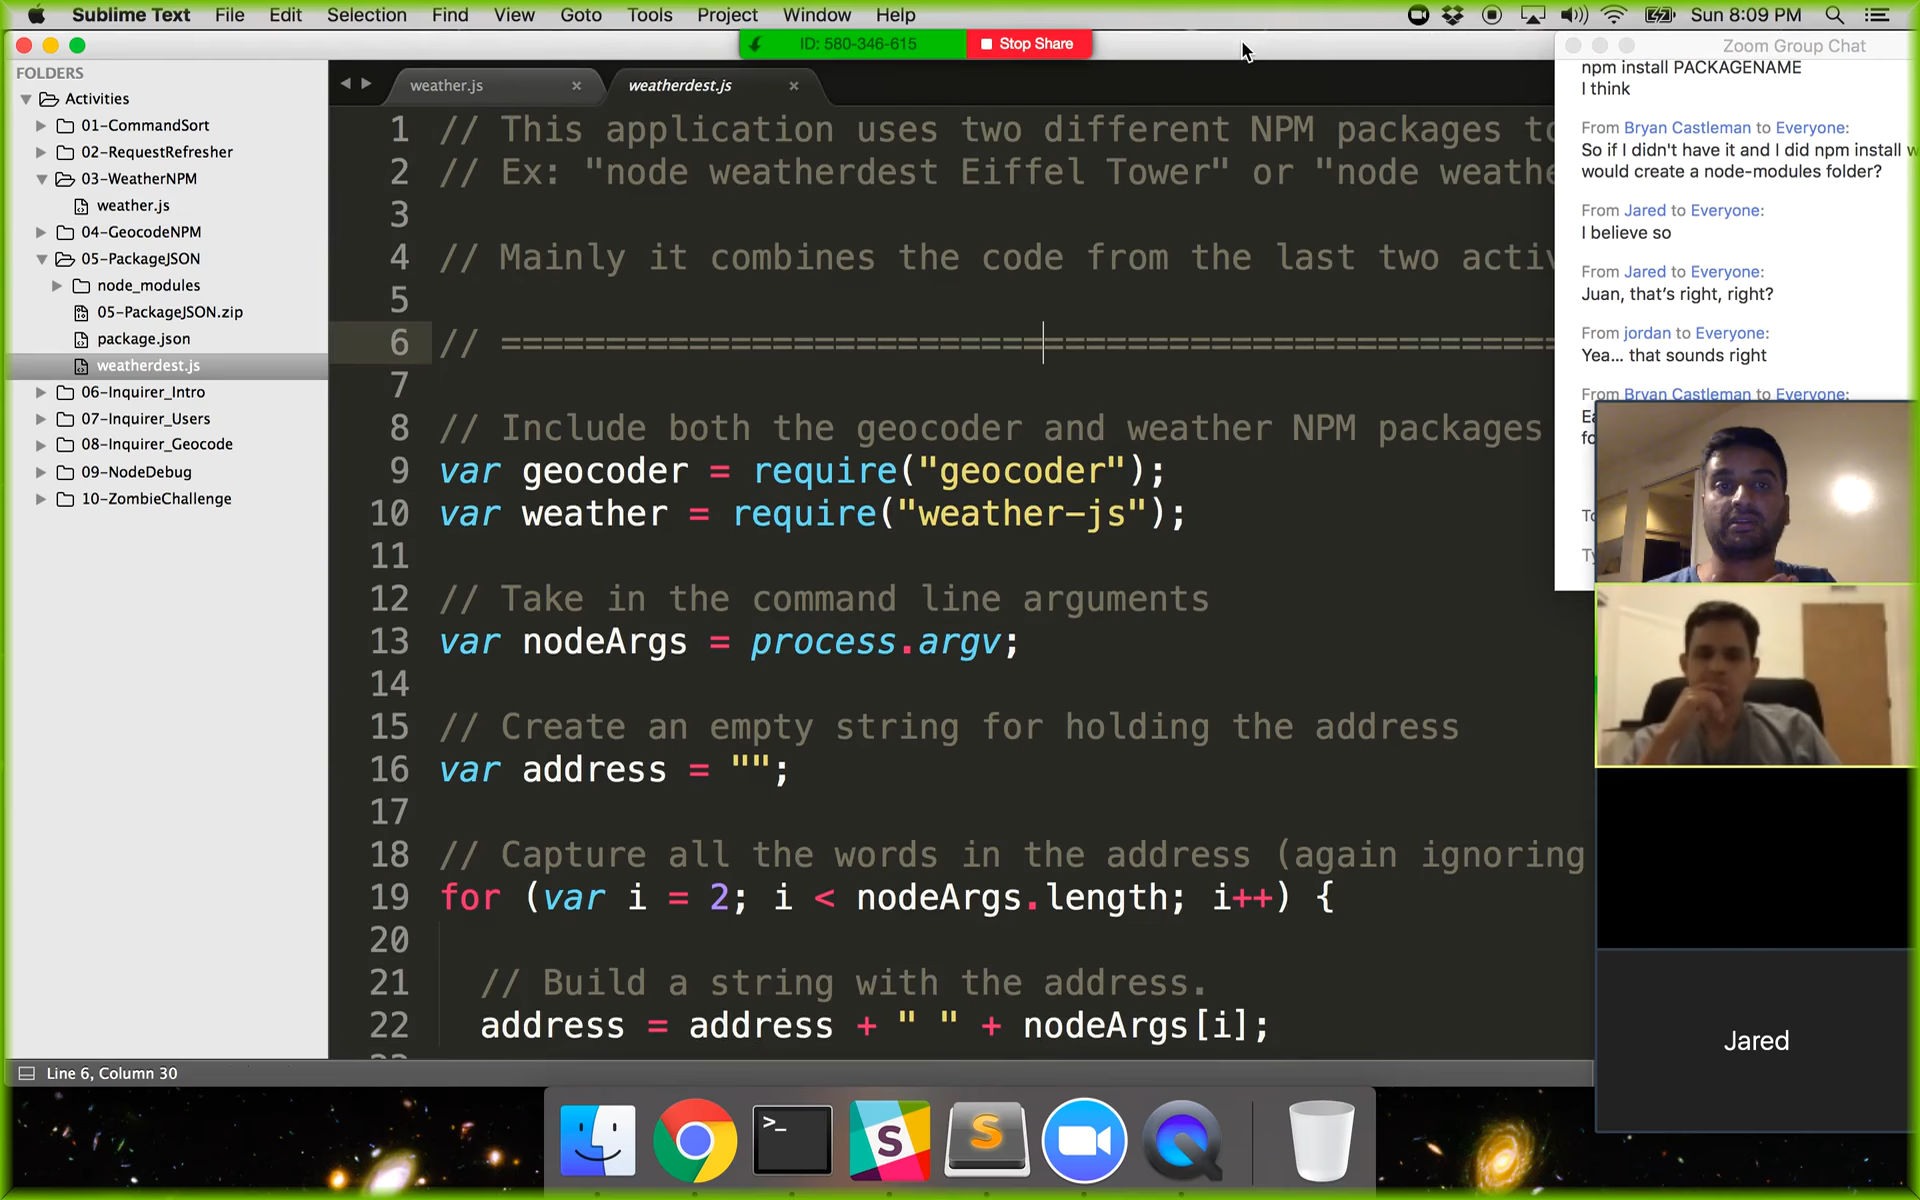 Sublime Text File Edit Selection Find View Goto Tools Project Window Help
Sun 8:09 PM
ID: 580-346-615
Stop Share
FOLDERS
Activities
01-CommandSort
02-RequestRefresher
03-WeatherNPM
weather.js
04-GeocodeNPM
05-PackageJSON
node_modules
05-PackageJSON.zip
package.json
weatherdest.js
06-Inquirer_Intro
07-Inquirer_Users
08-Inquirer_Geocode
09-NodeDebug
10-ZombieChallenge
weather.js
weatherdest.js
1 // This application uses two different NPM packages to
2 // Ex: "node weatherdest Eiffel Tower" or "node weathe
3
4 // Mainly it combines the code from the last two activ
5
6 // ===================================================
7
8 // Include both the geocoder and weather NPM packages
9 var geocoder = require("geocoder");
10 var weather = require("weather-js");
11
12 // Take in the command line arguments
13 var nodeArgs = process.argv;
14
15 // Create an empty string for holding the address
16 var address = "";
17
18 // Capture all the words in the address (again ignoring
19 for (var i = 2; i < nodeArgs.length; i++) {
20
21 // Build a string with the address.
22 address = address + " " + nodeArgs[i];
Line 6, Column 30
Zoom Group Chat
npm install PACKAGENAME
I think
From Bryan Castleman to Everyone:
So if I didn't have it and I did npm install w
would create a node-modules folder?
From Jared to Everyone:
I believe so
From Jared to Everyone:
Juan, that's right, right?
From jordan to Everyone:
Yea... that sounds right
From Bryan Castleman to Everyone:
Jared
>_
S
S